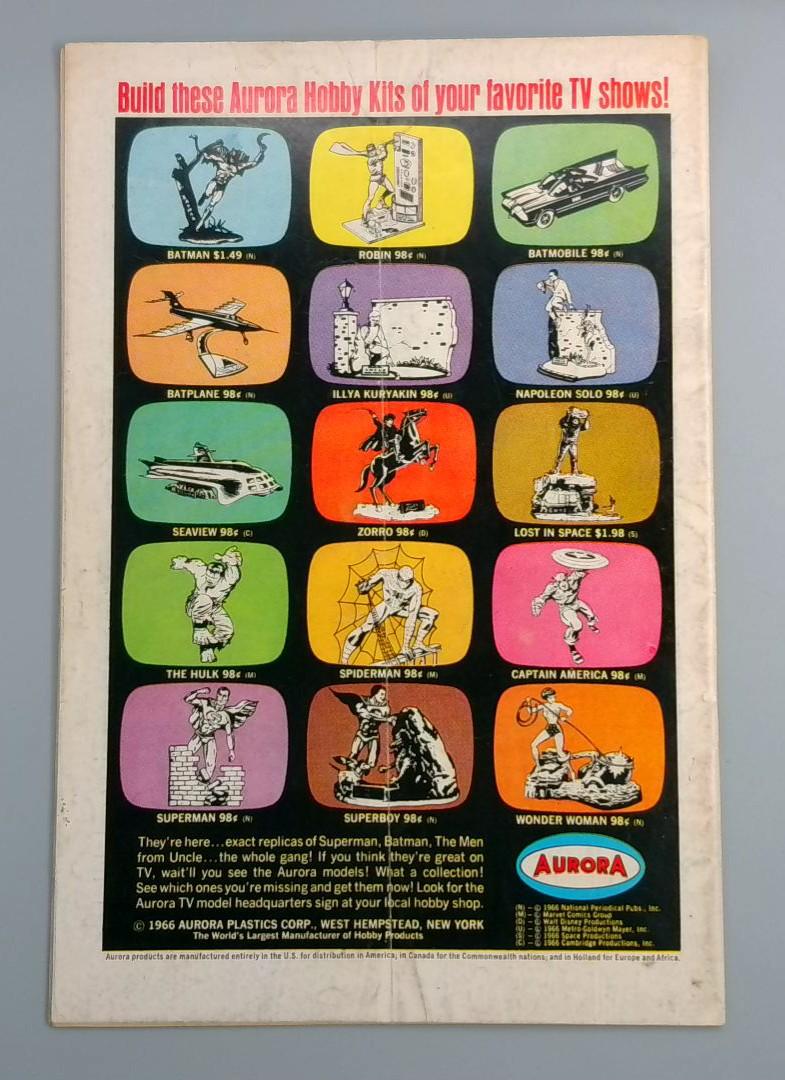 Build these Aurora Hobby Kits of your favorite TV shows!
BATMAN $1.49 (N)
ROBIN 98¢ (N)
BATMOBILE 98¢ (N)
BATPLANE 98¢ (N)
ILLYA KURYAKIN 98¢ (U)
NAPOLEON SOLO 98¢ (U)
SEAVIEW 98¢ (C)
ZORRO 98¢ (D)
LOST IN SPACE $1.98 (S)
THE HULK 98¢ (M)
SPIDERMAN 98¢ (M)
CAPTAIN AMERICA 98¢ (M)
SUPERMAN 98¢ (N)
SUPERBOY 98¢ (N)
WONDER WOMAN 98¢ (N)
They're here...exact replicas of Superman, Batman, The Men
from Uncle...the whole gang! If you think they're great on
TV, wait'll you see the Aurora models! What a collection!
See which ones you're missing and get them now! Look for the
Aurora TV model headquarters sign at your local hobby shop.
© 1966 AURORA PLASTICS CORP., WEST HEMPSTEAD, NEW YORK
The World's Largest Manufacturer of Hobby Products
AURORA
(N) – © 1966 National Periodical Pubs., Inc.
(M) – © Marvel Comics Group
(D) – © Walt Disney Productions
(U) – © 1966 Metro-Goldwyn Mayer, Inc.
(S) – © 1966 Space Productions
(C) – © 1966 Cambridge Productions, Inc.
Aurora products are manufactured entirely in the U.S. for distribution in America; in Canada for the Commonwealth nations; and in Holland for Europe and Africa.